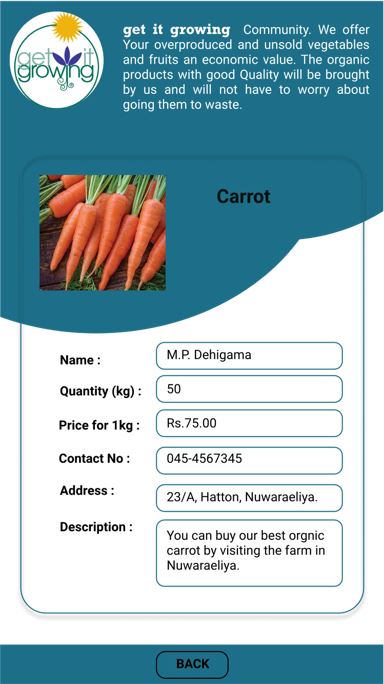 get it
growing
get it growing Community. We offer
Your overproduced and unsold vegetables
and fruits an economic value. The organic
products with good Quality will be brought
by us and will not have to worry about
going them to waste.
Carrot
Name : M.P. Dehigama
Quantity (kg) : 50
Price for 1kg : Rs.75.00
Contact No : 045-4567345
Address : 23/A, Hatton, Nuwaraeliya.
Description : You can buy our best orgnic
carrot by visiting the farm in
Nuwaraeliya.
BACK